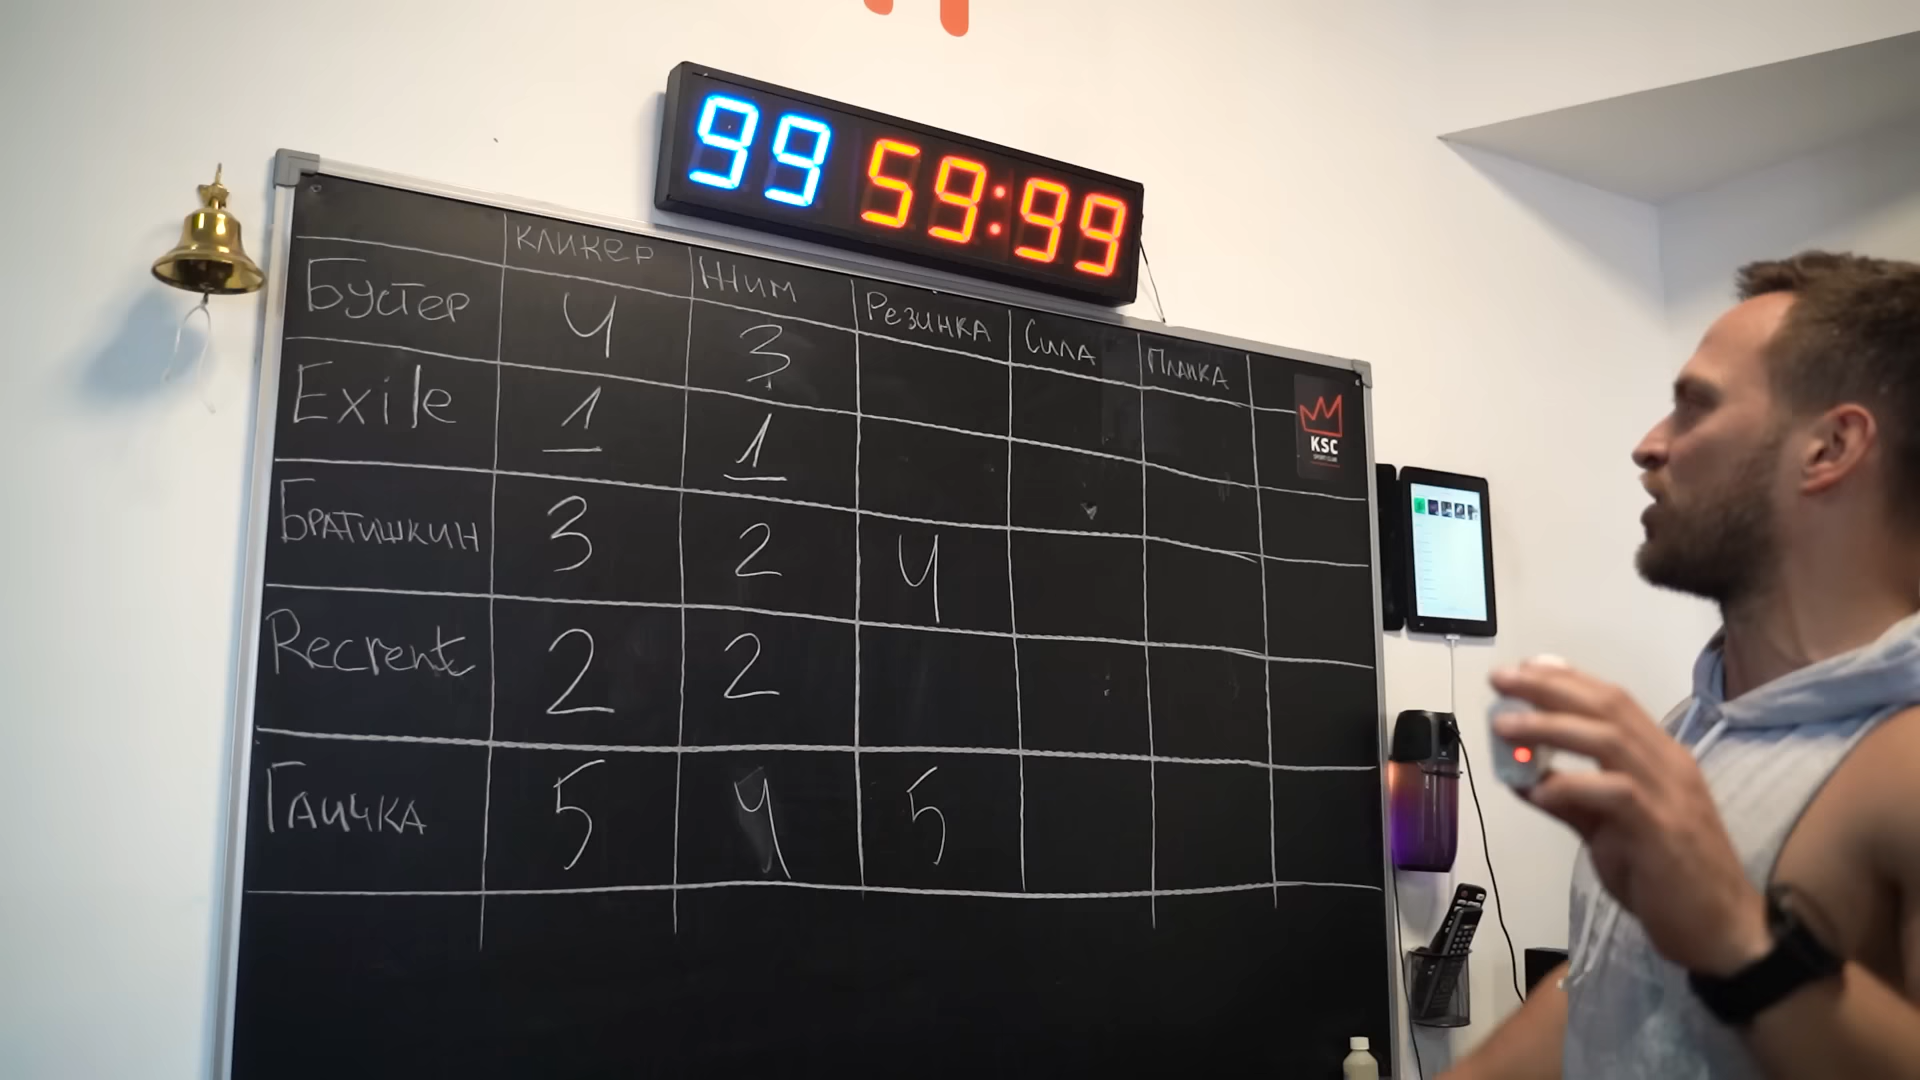 99 59:99
кликер Жим Резинка Сила Планка
Бустер 4 3
Exile 1 1
Братишкин 3 2 4
Recrent 2 2
Гаичка 5 4 5
KSC